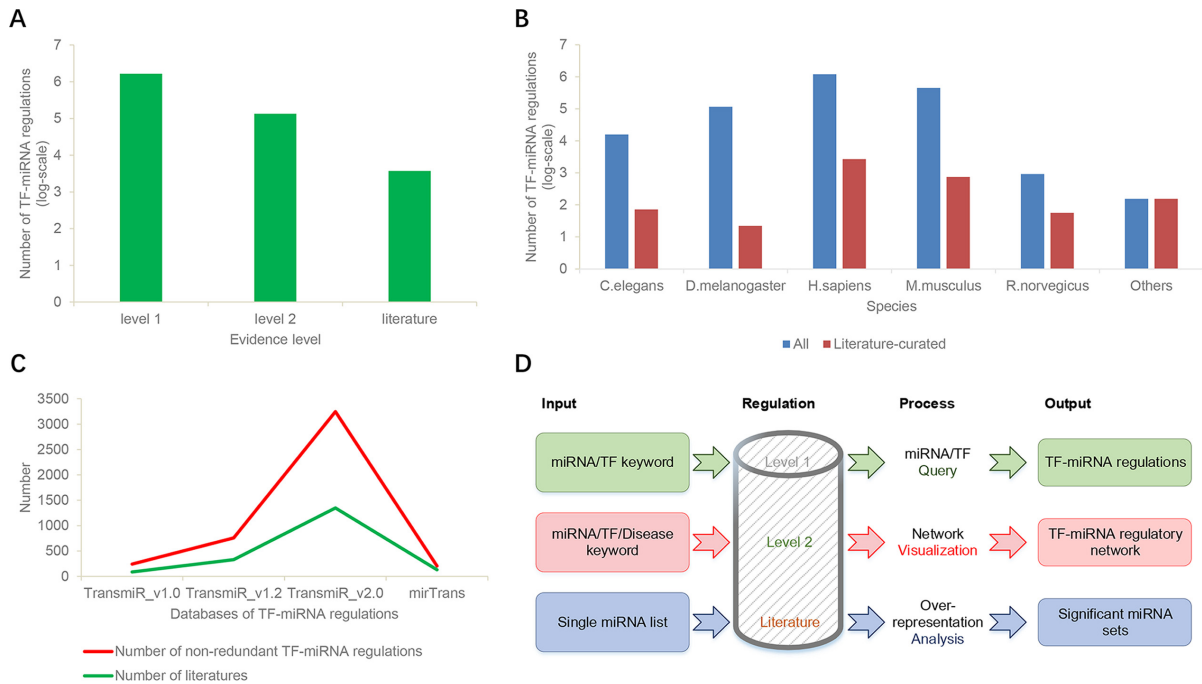 A
Number of TF-miRNA regulations
(log-scale)
7
6
5
4
3
2
1
0
level 1
level 2
literature
Evidence level
B
Number of TF-miRNA regulations
(log-scale)
7
6
5
4
3
2
1
0
C.elegans
D.melanogaster
H.sapiens
M.musculus
R.norvegicus
Others
Species
All
Literature-curated
C
Number
3500
3000
2500
2000
1500
1000
500
0
TransmiR_v1.0
TransmiR_v1.2
TransmiR_v2.0
mirTrans
Databases of TF-miRNA regulations
Number of non-redundant TF-miRNA regulations
Number of literatures
D
Input
Regulation
Process
Output
miRNA/TF keyword
Level 1
miRNA/TF
Query
TF-miRNA regulations
miRNA/TF/Disease
keyword
Level 2
Network
Visualization
TF-miRNA regulatory
network
Single miRNA list
Literature
Over-
representation
Analysis
Significant miRNA
sets